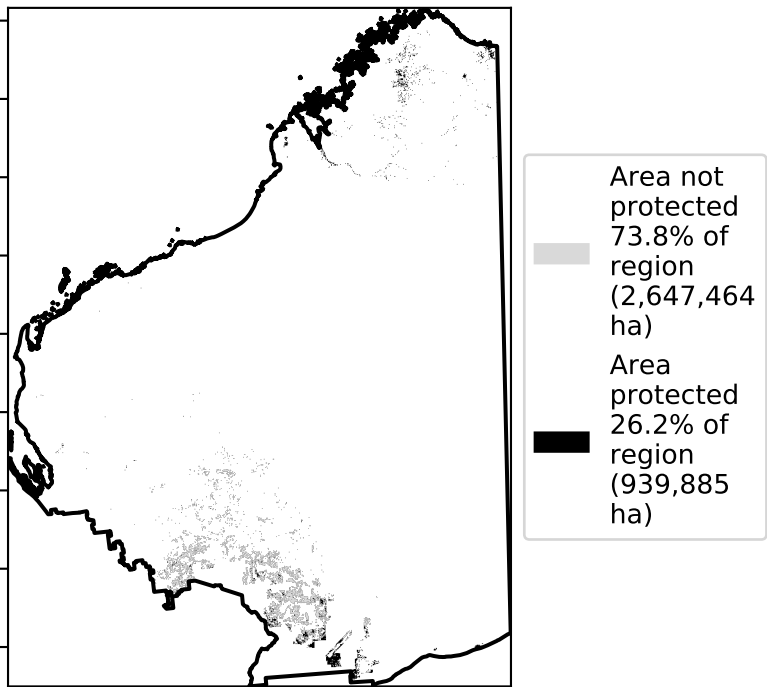 Area not
protected
73.8% of
region
(2,647,464
ha)
Area
protected
26.2% of
region
(939,885
ha)